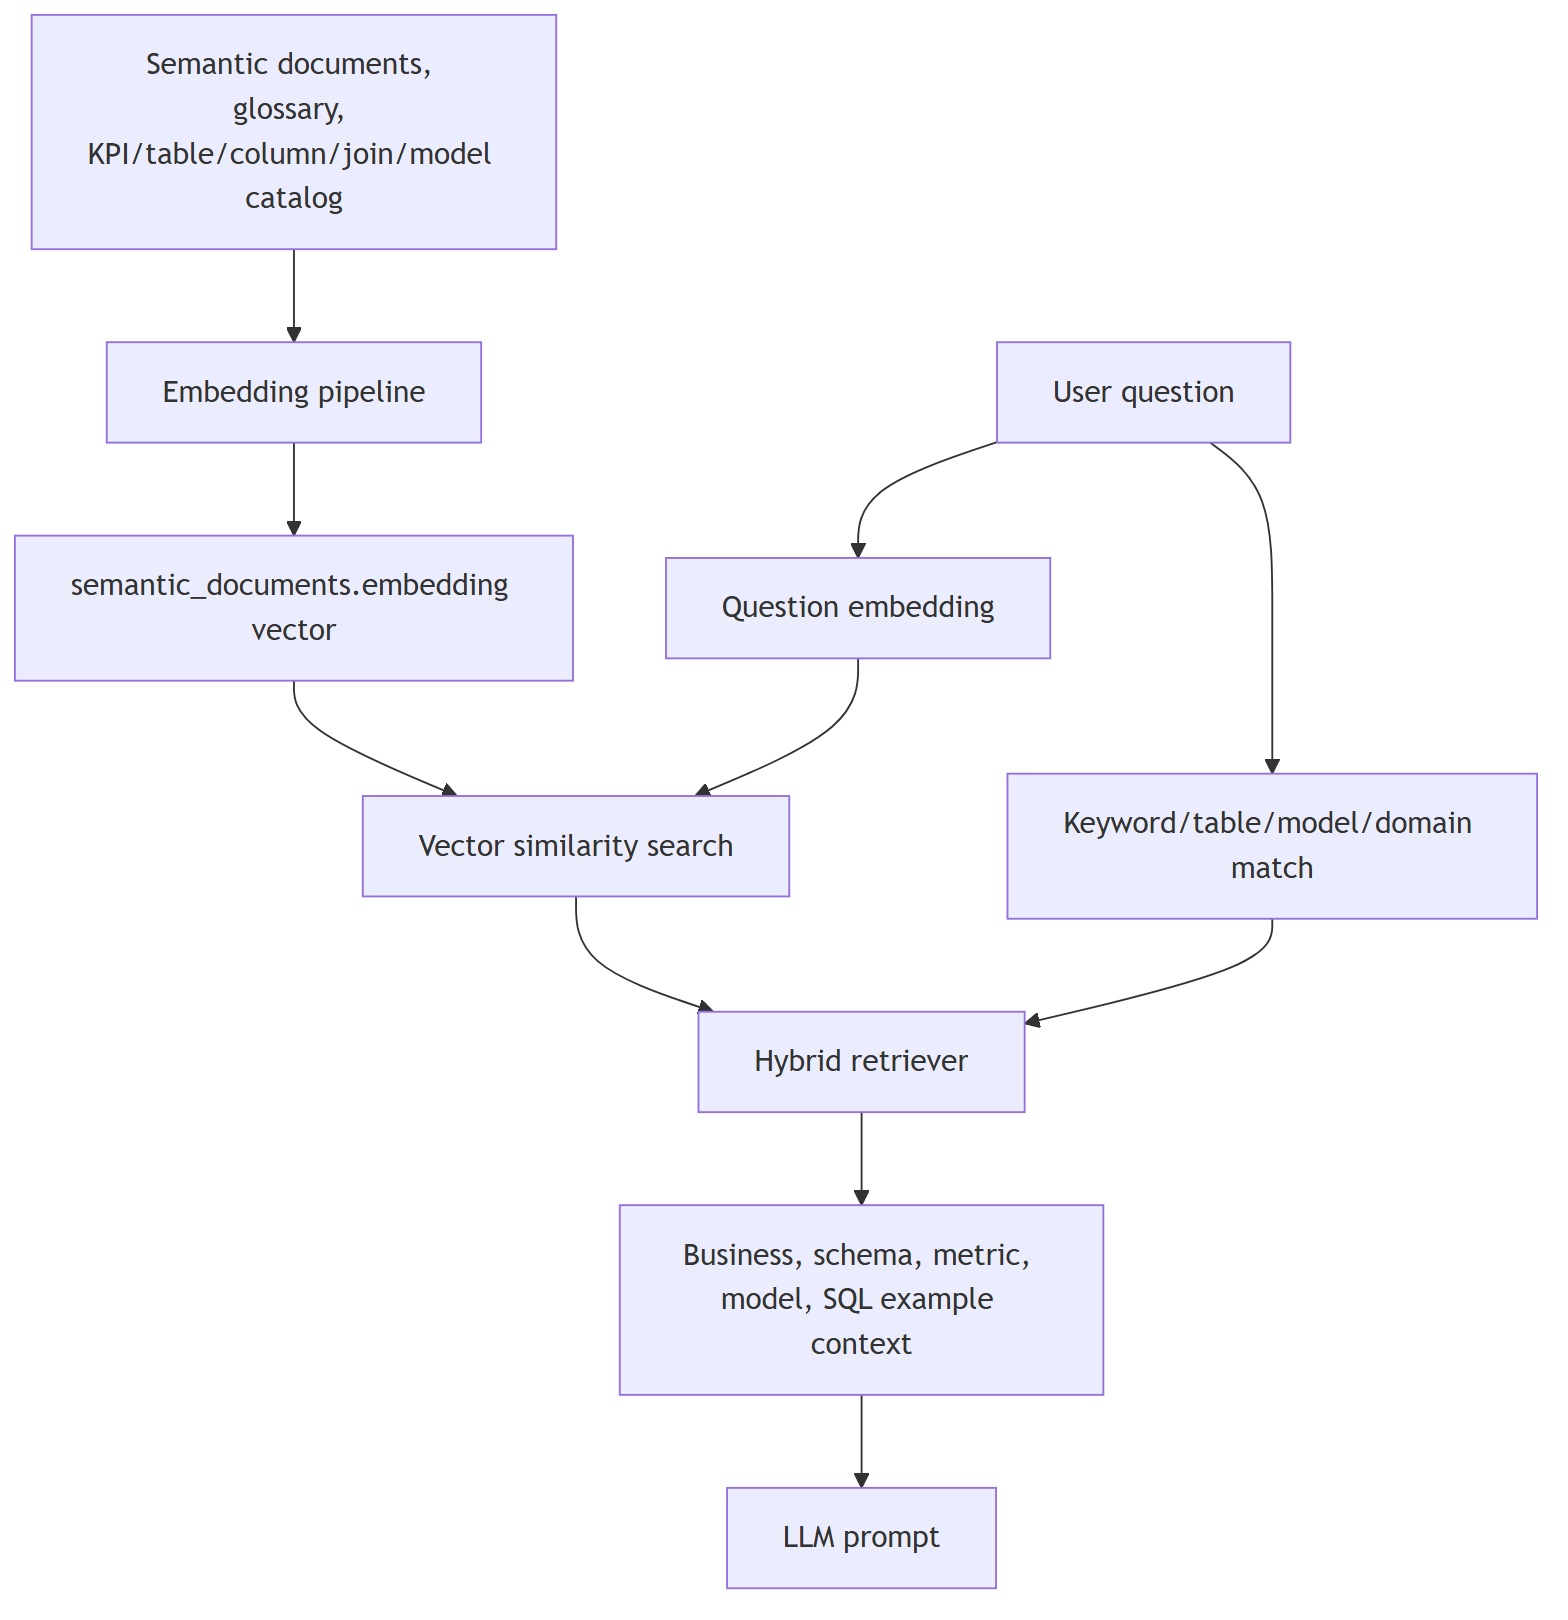 Semantic documents,
glossary,
KPI/table/column/join/model
catalog
Embedding pipeline
User question
semantic_documents.embedding
vector
Question embedding
Vector similarity search
Keyword/table/model/domain
match
Hybrid retriever
Business, schema, metric,
model, SQL example
context
LLM prompt